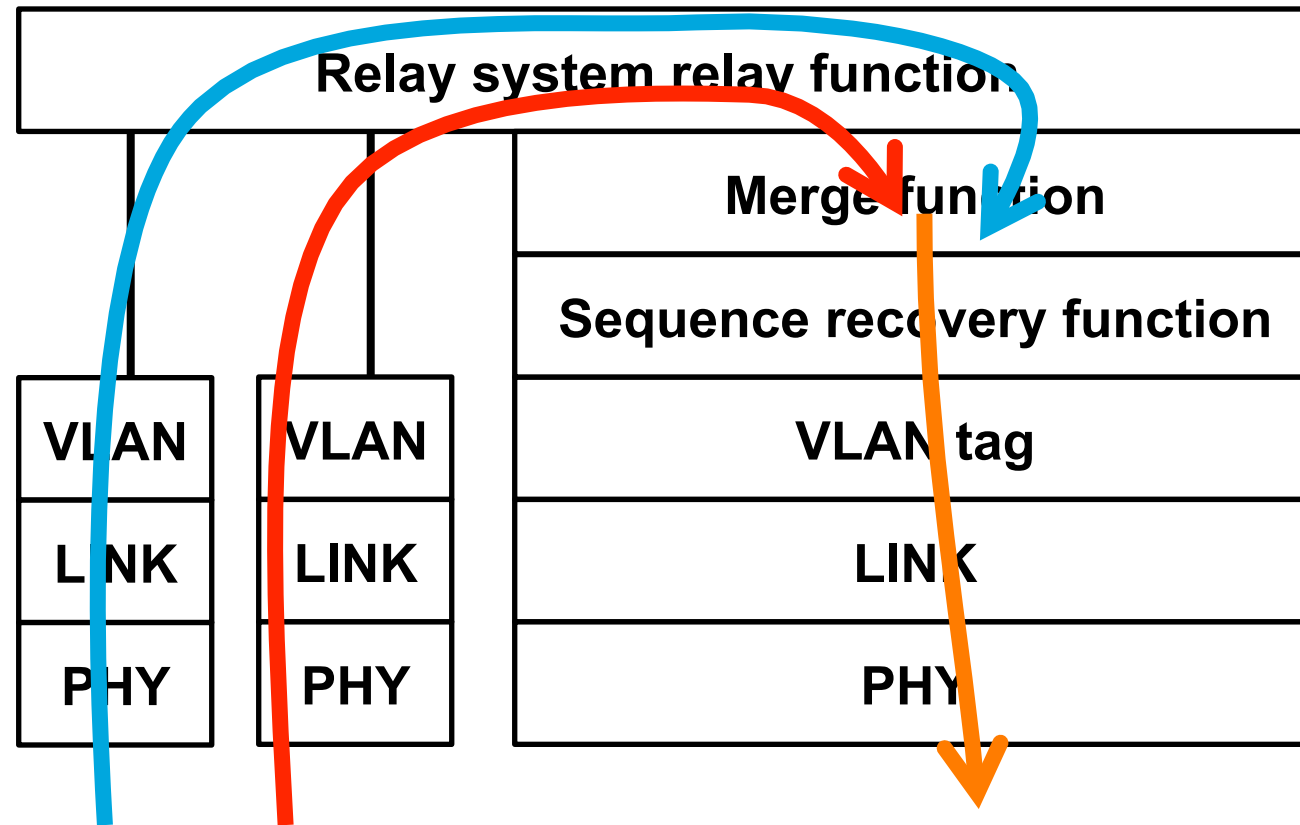 Relay system relay function
Merge function
Sequence recovery function
VLAN
VLAN
VLAN tag
LINK
LINK
LINK
PHY
PHY
PHY